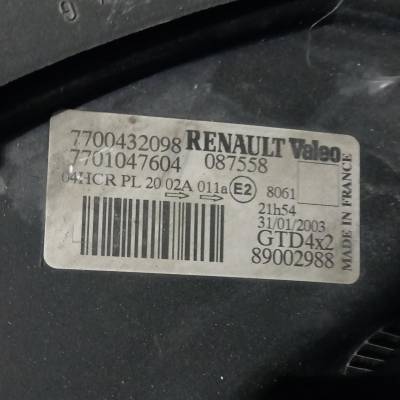 7700432098 RENAULT Valeo
7701047604 087558
04HCR PL 20 02A 011a E2 8061
21h54
31/01/2003
GTD4x2
89002988
MADE IN FRANCE